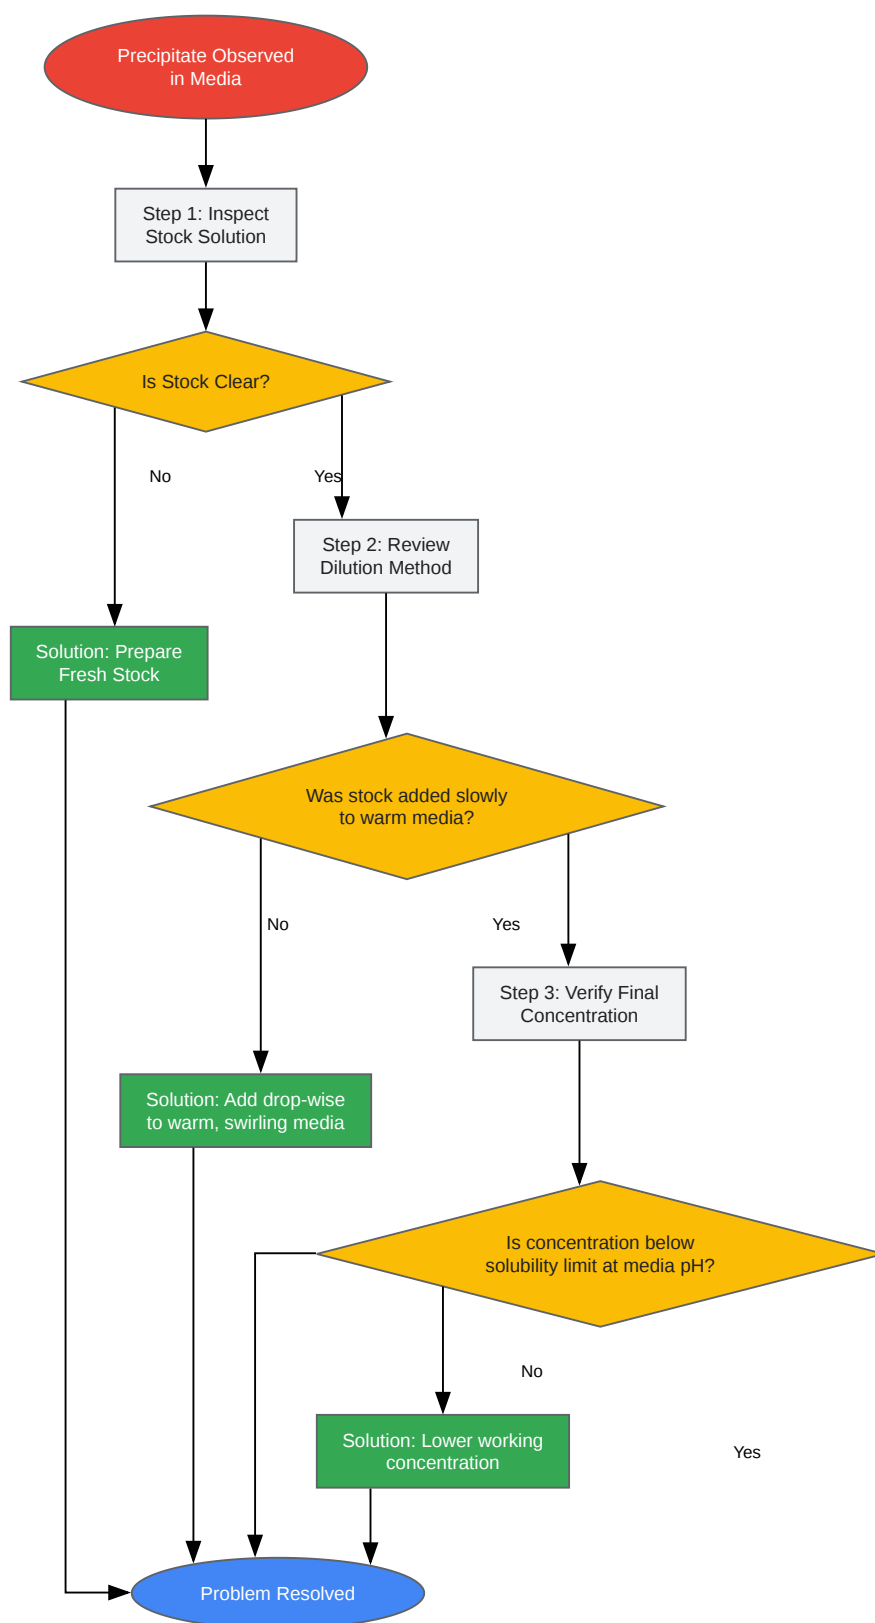 Precipitate Observed
in Media
Step 1: Inspect
Stock Solution
Is Stock Clear?
No
Yes
Step 2: Review
Dilution Method
Solution: Prepare
Fresh Stock
Was stock added slowly
to warm media?
No
Yes
Step 3: Verify Final
Concentration
Solution: Add drop-wise
to warm, swirling media
Is concentration below
solubility limit at media pH?
No
Solution: Lower working
concentration
Yes
Problem Resolved